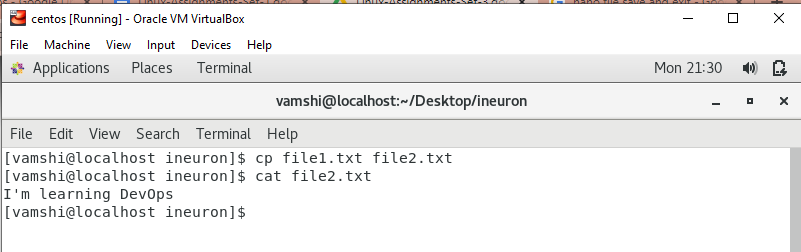 centos [Running] - Oracle VM VirtualBox
File Machine View Input Devices Help
Applications Places Terminal Mon 21:30
vamshi@localhost:~/Desktop/ineuron
File Edit View Search Terminal Help
[vamshi@localhost ineuron]$ cp file1.txt file2.txt
[vamshi@localhost ineuron]$ cat file2.txt
I'm learning DevOps
[vamshi@localhost ineuron]$